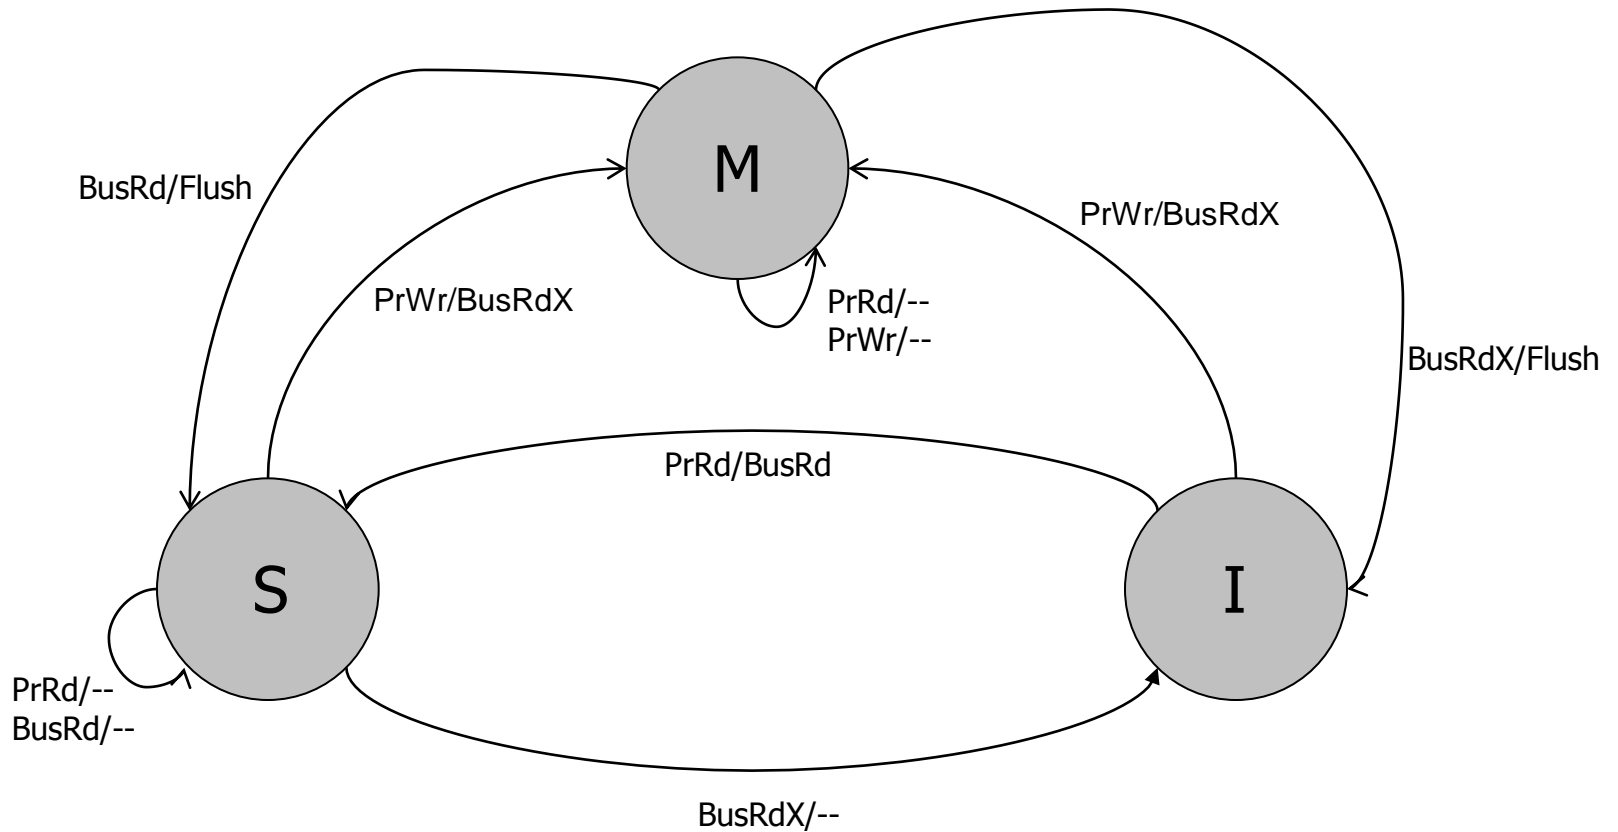 M
BusRd/Flush
PrWr/BusRdX
PrWr/BusRdX
PrRd/--
PrWr/--
BusRdX/Flush
PrRd/BusRd
S
I
PrRd/--
BusRd/--
BusRdX/--